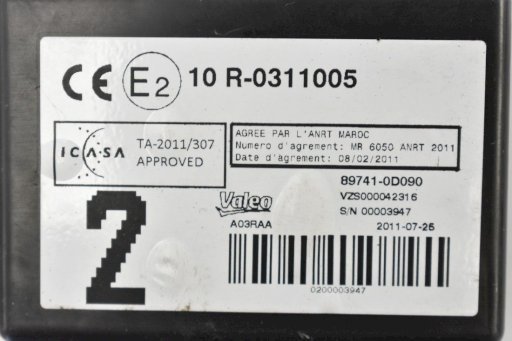 CE E2 10 R-0311005
ICASA
TA-2011/307
APPROVED
AGREE PAR L'ANRT MAROC
Numero d'agrement: MR 6050 ANRT 2011
Date d'agrement: 08/02/2011
2
Valeo
A03RAA
89741-0D090
VZS000042316
S/N 00003947
2011-07-25
0200003947